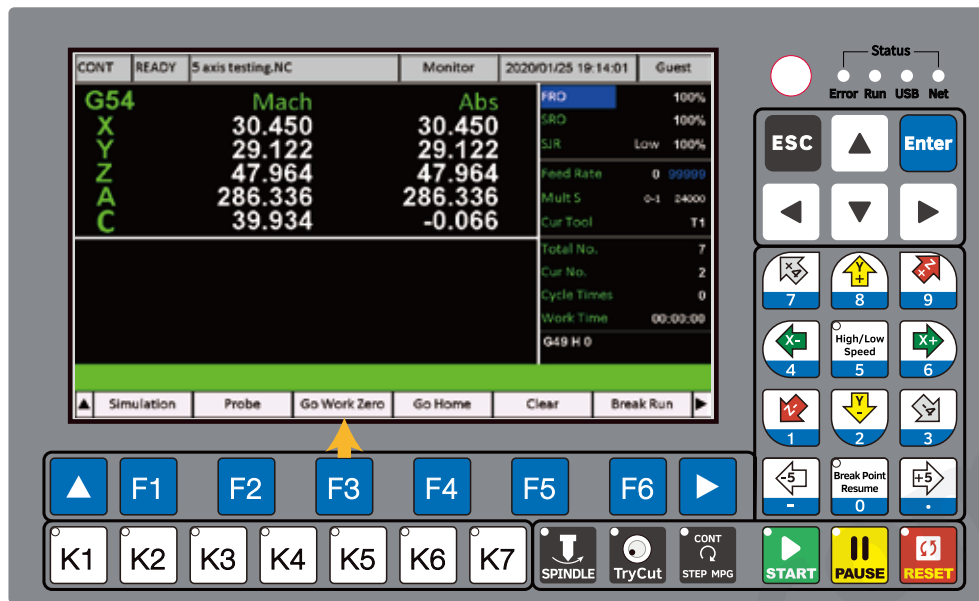 CONT READY 5 axis testing.NC Monitor 2020/01/25 19:14:01 Guest
G54 Mach Abs
X 30.450 30.450
Y 29.122 29.122
Z 47.964 47.964
A 286.336 286.336
C 39.934 -0.066
FRO 100%
SRO 100%
SJR Low 100%
Feed Rate 0 99999
Mult S 0-1 24000
Cur Tool T1
Total No. 7
Cur No. 2
Cycle Times 0
Work Time 00:00:00
G49 H 0
Simulation Probe Go Work Zero Go Home Clear Break Run
Status
Error Run USB Net
ESC Enter
7 Y+ 8 Z+ 9
X- 4 High/Low Speed 5 X+ 6
Z- 1 Y- 2 3
-5 - Break Point Resume 0 +5 .
F1 F2 F3 F4 F5 F6
K1 K2 K3 K4 K5 K6 K7
SPINDLE TryCut CONT STEP MPG START PAUSE RESET